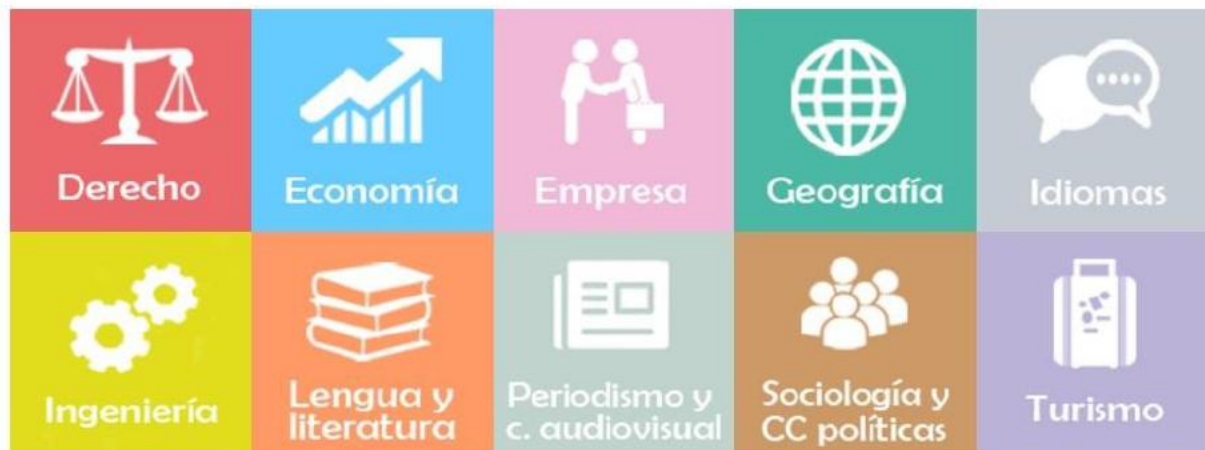 Derecho
Economía
Empresa
Geografía
Idiomas
Ingeniería
Lengua y
literatura
Periodismo y
c. audiovisual
Sociología y
CC políticas
Turismo